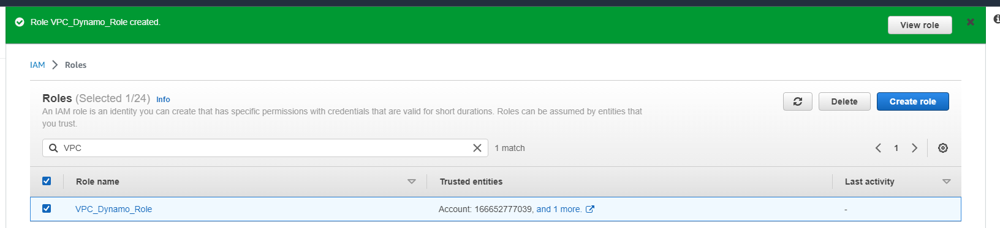 Role VPC_Dynamo_Role created.
View role
IAM
Roles
Roles (Selected 1/24) Info
An IAM role is an identity you can create that has specific permissions with credentials that are valid for short durations. Roles can be assumed by entities that
you trust.
Delete
Create role
VPC
1 match
1
Role name
Trusted entities
Last activity
VPC_Dynamo_Role
Account: 166652777039, and 1 more.
-